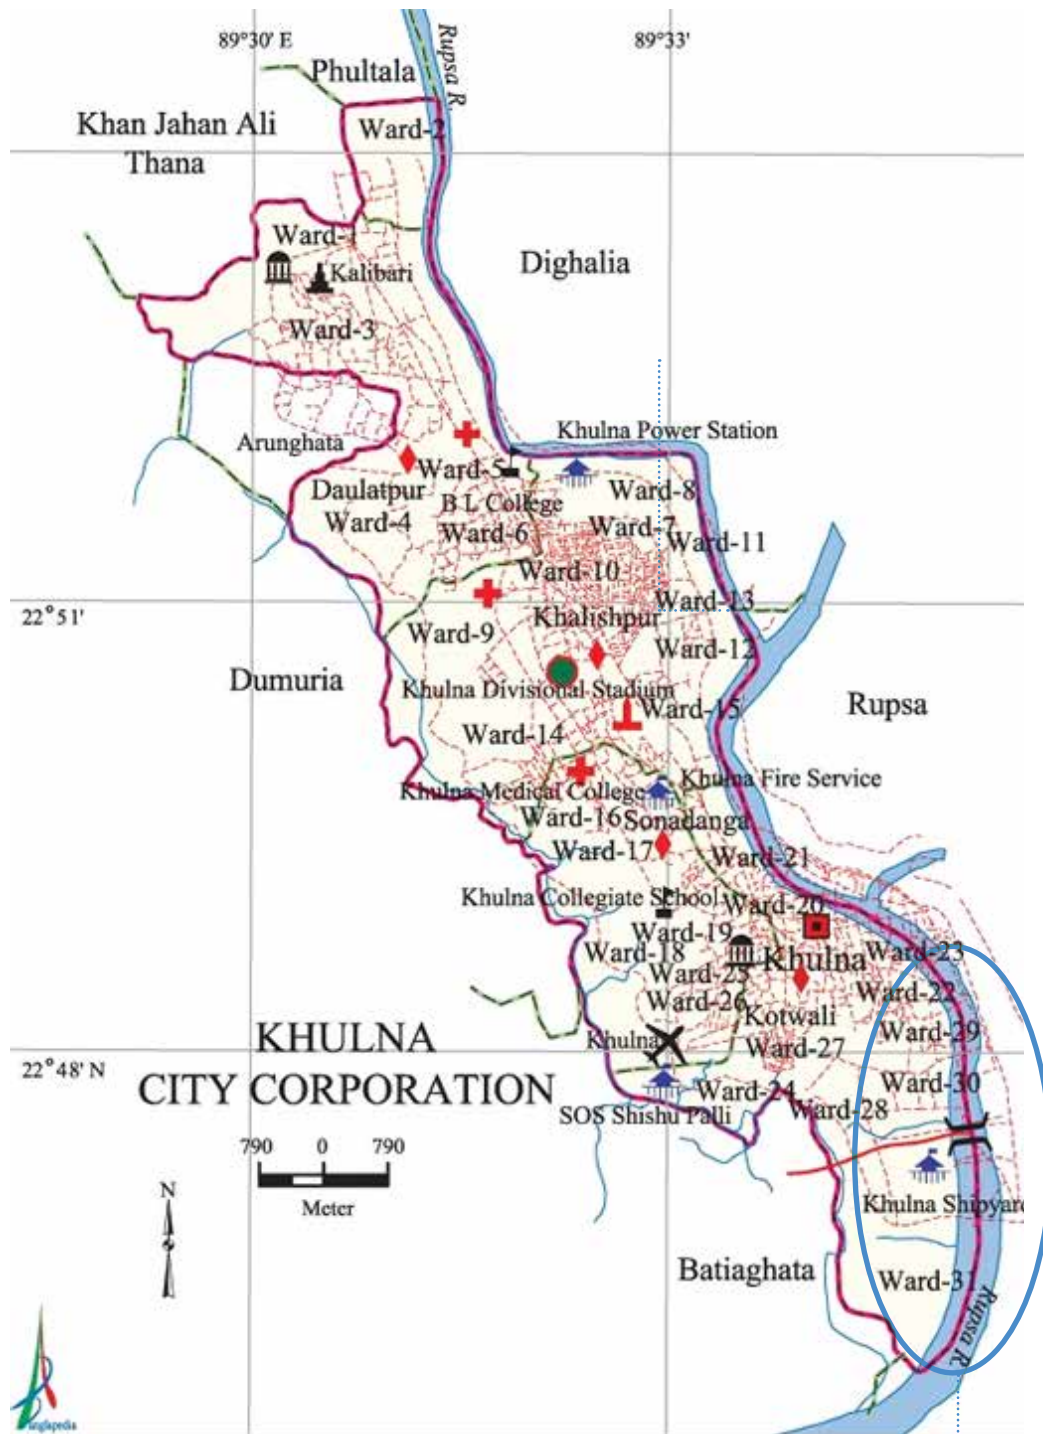 89°30' E
89°33'
Rupsa R.
Phultala
Ward-2
Khan Jahan Ali
Thana
Ward-1
Dighalia
Kalibari
Ward-3
Khulna Power Station
Arunghata
Ward-5
Daulatpur
Ward-8
B L College
Ward-4
Ward-7
Ward-6
Ward-11
Ward-10
Ward-13
22°51'
Khalishpur
Ward-9
Ward-12
Dumuria
Khulna Divisional Stadium
Rupsa
Ward-15
Ward-14
Khulna Fire Service
Khulna Medical College
Ward-16
Sonadanga
Ward-17
Ward-21
Khulna Collegiate School
Ward-20
Ward-19
Ward-18
Ward-23
Khulna
Ward-25
Ward-22
Ward-26
Kotwali
Ward-29
KHULNA
Khulna
Ward-27
22°48' N
CITY CORPORATION
Ward-30
Ward-24
Ward-28
SOS Shishu Palli
790 0 790
Meter
N
Khulna Shipyard
Batiaghata
Ward-31
Rupsa R.
anglapedia